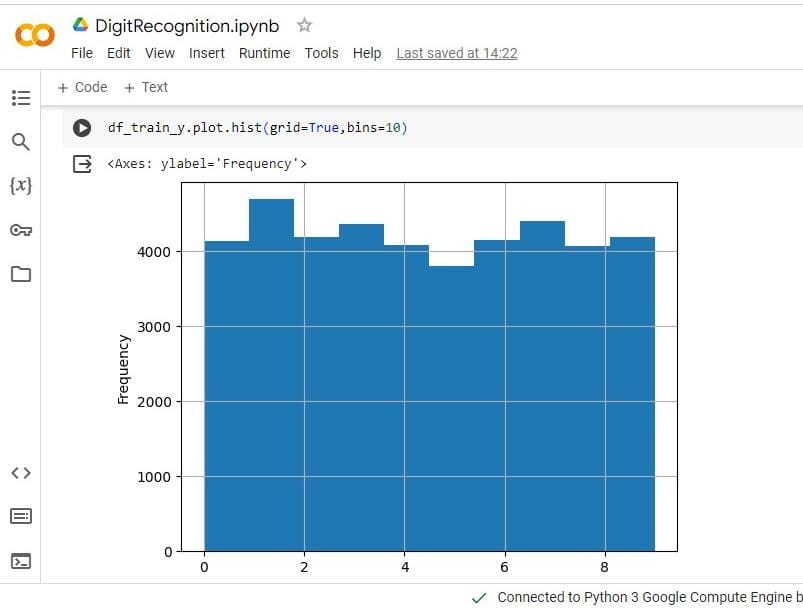 DigitRecognition.ipynb
File Edit View Insert Runtime Tools Help Last saved at 14:22
+ Code + Text
df_train_y.plot.hist(grid=True,bins=10)
<Axes: ylabel='Frequency'>
{x}
4000
3000
Frequency
2000
1000
0
0 2 4 6 8
Connected to Python 3 Google Compute Engine b